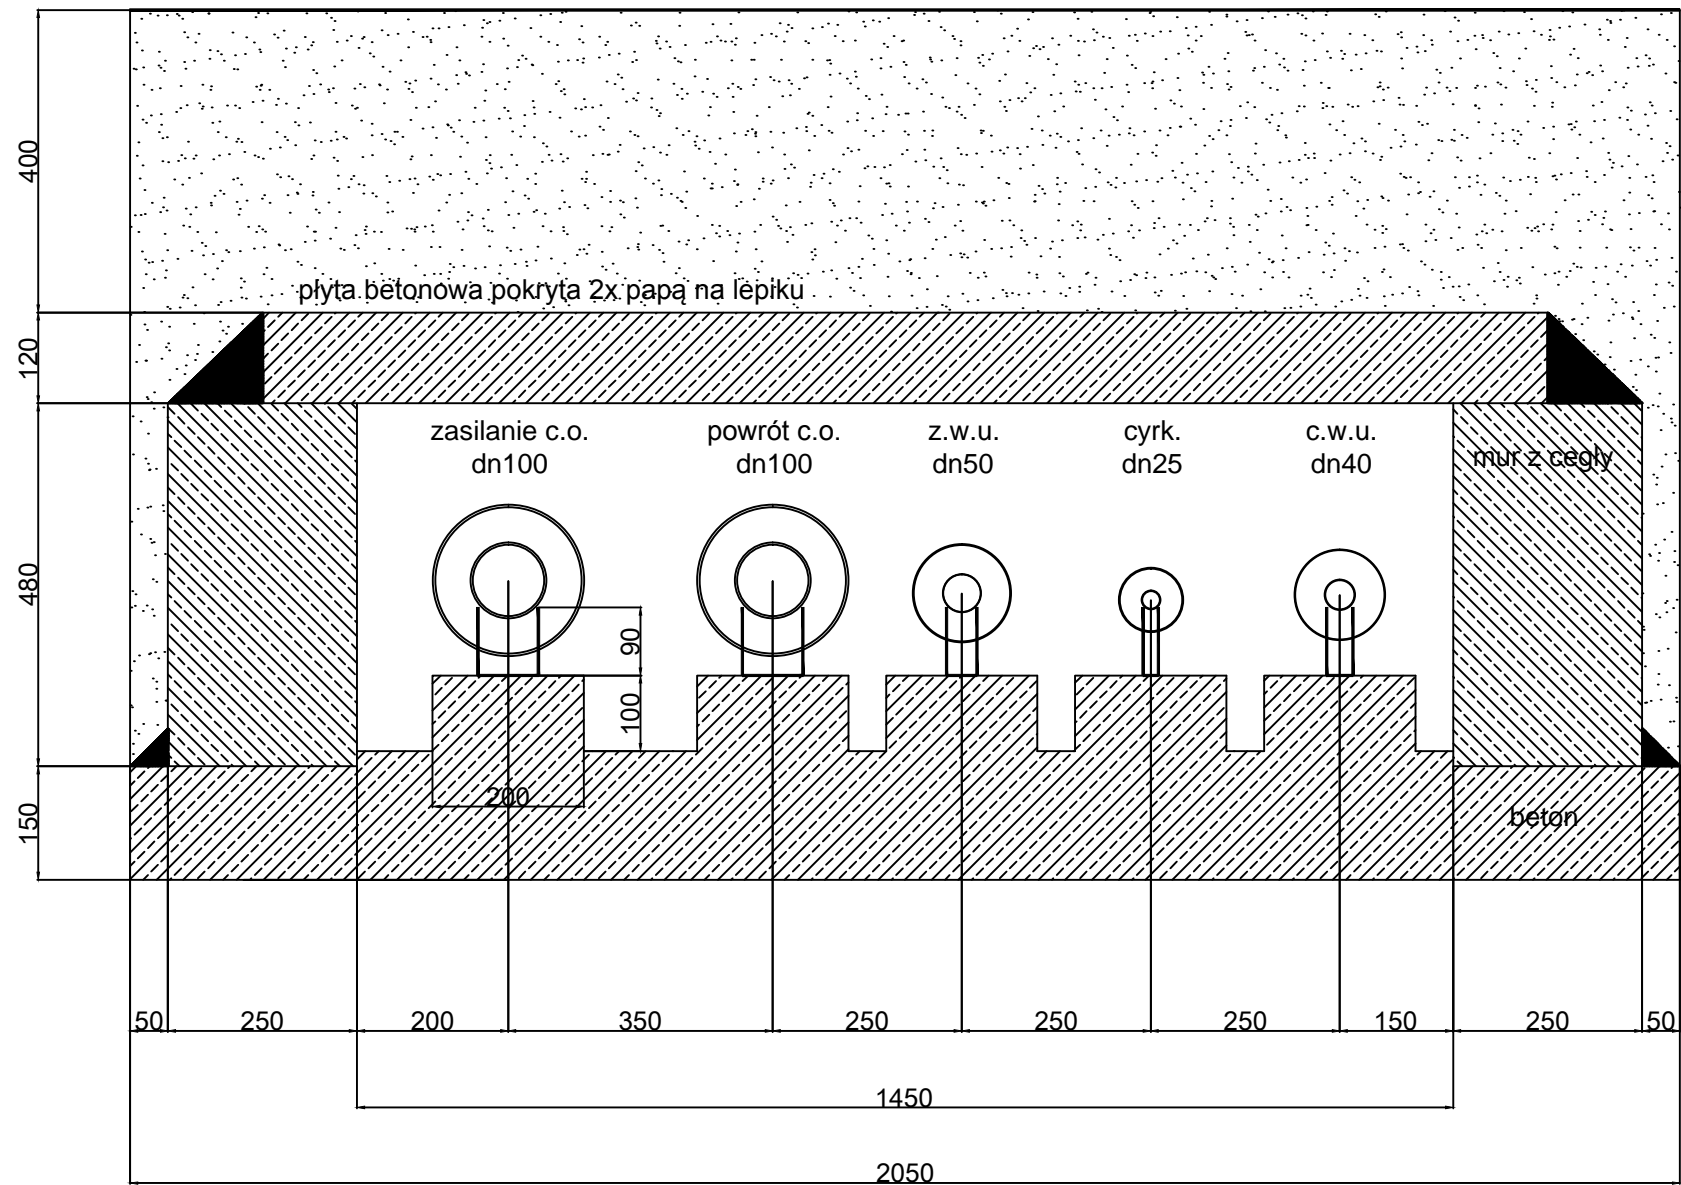 400
płyta betonowa pokryta 2x papą na lepiku
120
zasilanie c.o.
dn100
powrót c.o.
dn100
z.w.u.
dn50
cyrk.
dn25
c.w.u.
dn40
mur z cegły
480
90
100
200
150
beton
50
250
200
350
250
250
250
150
250
50
1450
2050